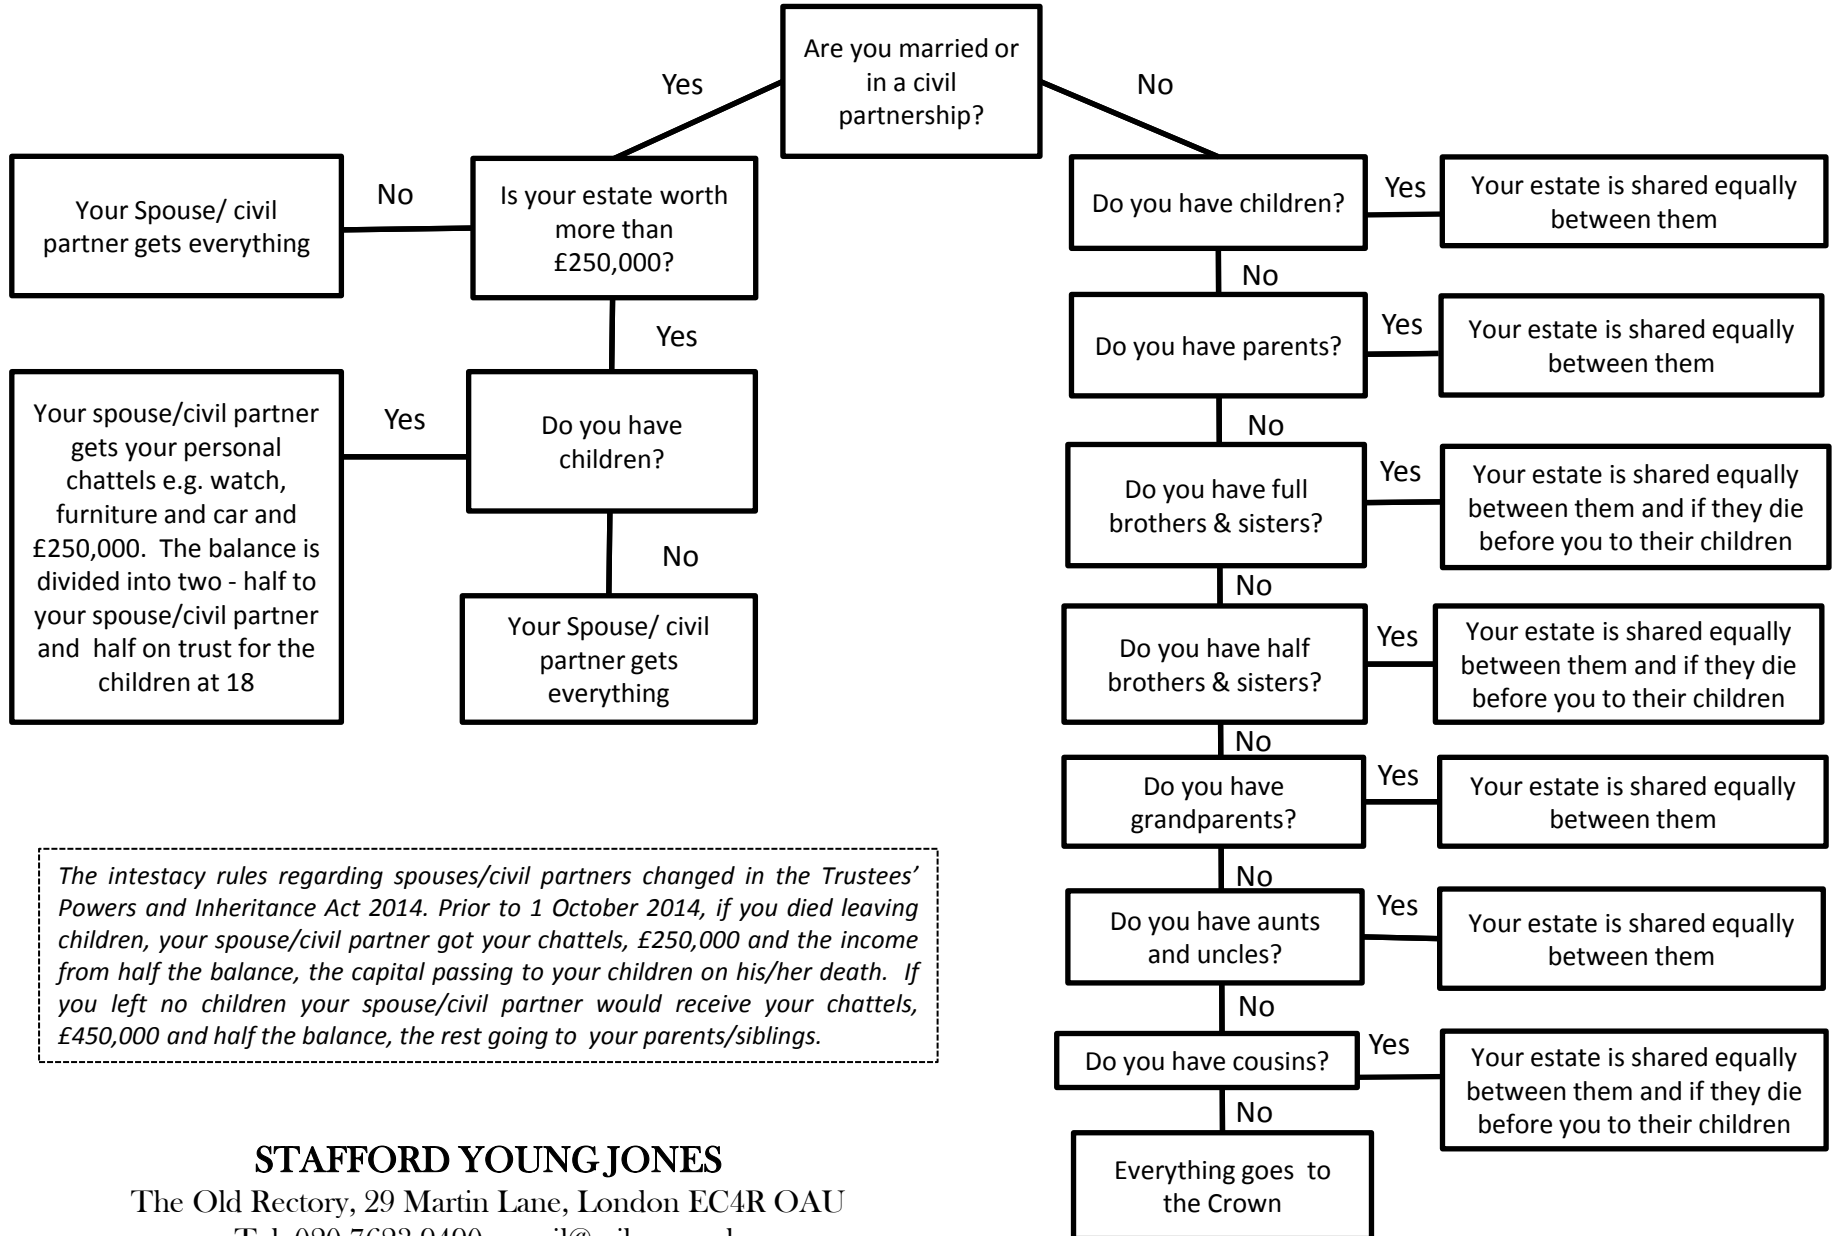 Are you married or
in a civil
partnership?
Yes
No
Your Spouse/ civil
partner gets everything
No
Is your estate worth
more than
£250,000?
Yes
Your spouse/civil partner
gets your personal
chattels e.g. watch,
furniture and car and
£250,000. The balance is
divided into two - half to
your spouse/civil partner
and half on trust for the
children at 18
Yes
Do you have
children?
No
Your Spouse/ civil
partner gets
everything
Do you have children?
Yes
Your estate is shared equally
between them
No
Do you have parents?
Yes
Your estate is shared equally
between them
No
Do you have full
brothers & sisters?
Yes
Your estate is shared equally
between them and if they die
before you to their children
No
Do you have half
brothers & sisters?
Yes
Your estate is shared equally
between them and if they die
before you to their children
No
Do you have
grandparents?
Yes
Your estate is shared equally
between them
No
Do you have aunts
and uncles?
Yes
Your estate is shared equally
between them
No
Do you have cousins?
Yes
Your estate is shared equally
between them and if they die
before you to their children
No
Everything goes to
the Crown
The intestacy rules regarding spouses/civil partners changed in the Trustees’
Powers and Inheritance Act 2014. Prior to 1 October 2014, if you died leaving
children, your spouse/civil partner got your chattels, £250,000 and the income
from half the balance, the capital passing to your children on his/her death. If
you left no children your spouse/civil partner would receive your chattels,
£450,000 and half the balance, the rest going to your parents/siblings.
STAFFORD YOUNG JONES
The Old Rectory, 29 Martin Lane, London EC4R OAU